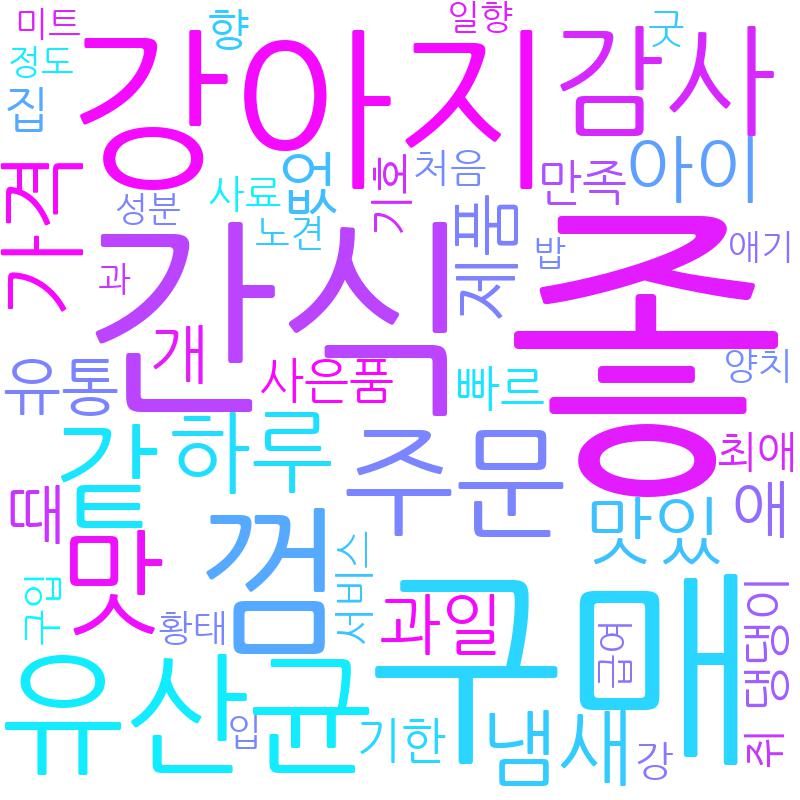 미트
향
일향
굿
정도
강아지
감사
집
가격
사료
없
기호
처음
만족
아이
성분
노견
제품
밥
애기
과
간식
좋
개
유통
사은품
빠르
양치
같
하루
주문
최애
때
맛
껌
맛있
애
구입
황태
서비스
과일
구매
급여
댕댕이
유산균
입
기한
냄새
강
쥐